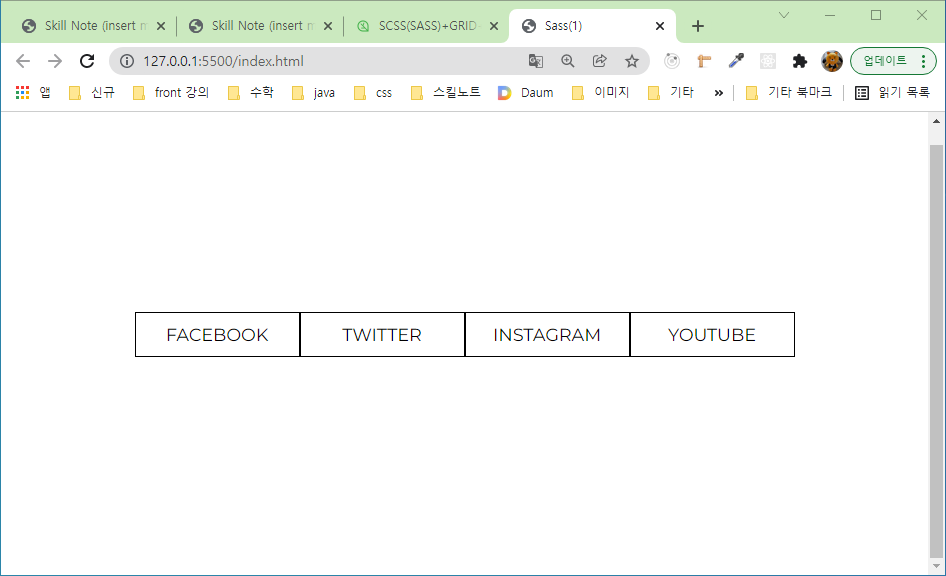 Skill Note (insert m
Skill Note (insert m
SCSS(SASS)+GRID
Sass(1)
127.0.0.1:5500/index.html
업데이트
앱 신규 front 강의 수학 java css 스킬노트 Daum 이미지 기타 » 기타 북마크 읽기 목록
FACEBOOK TWITTER INSTAGRAM YOUTUBE